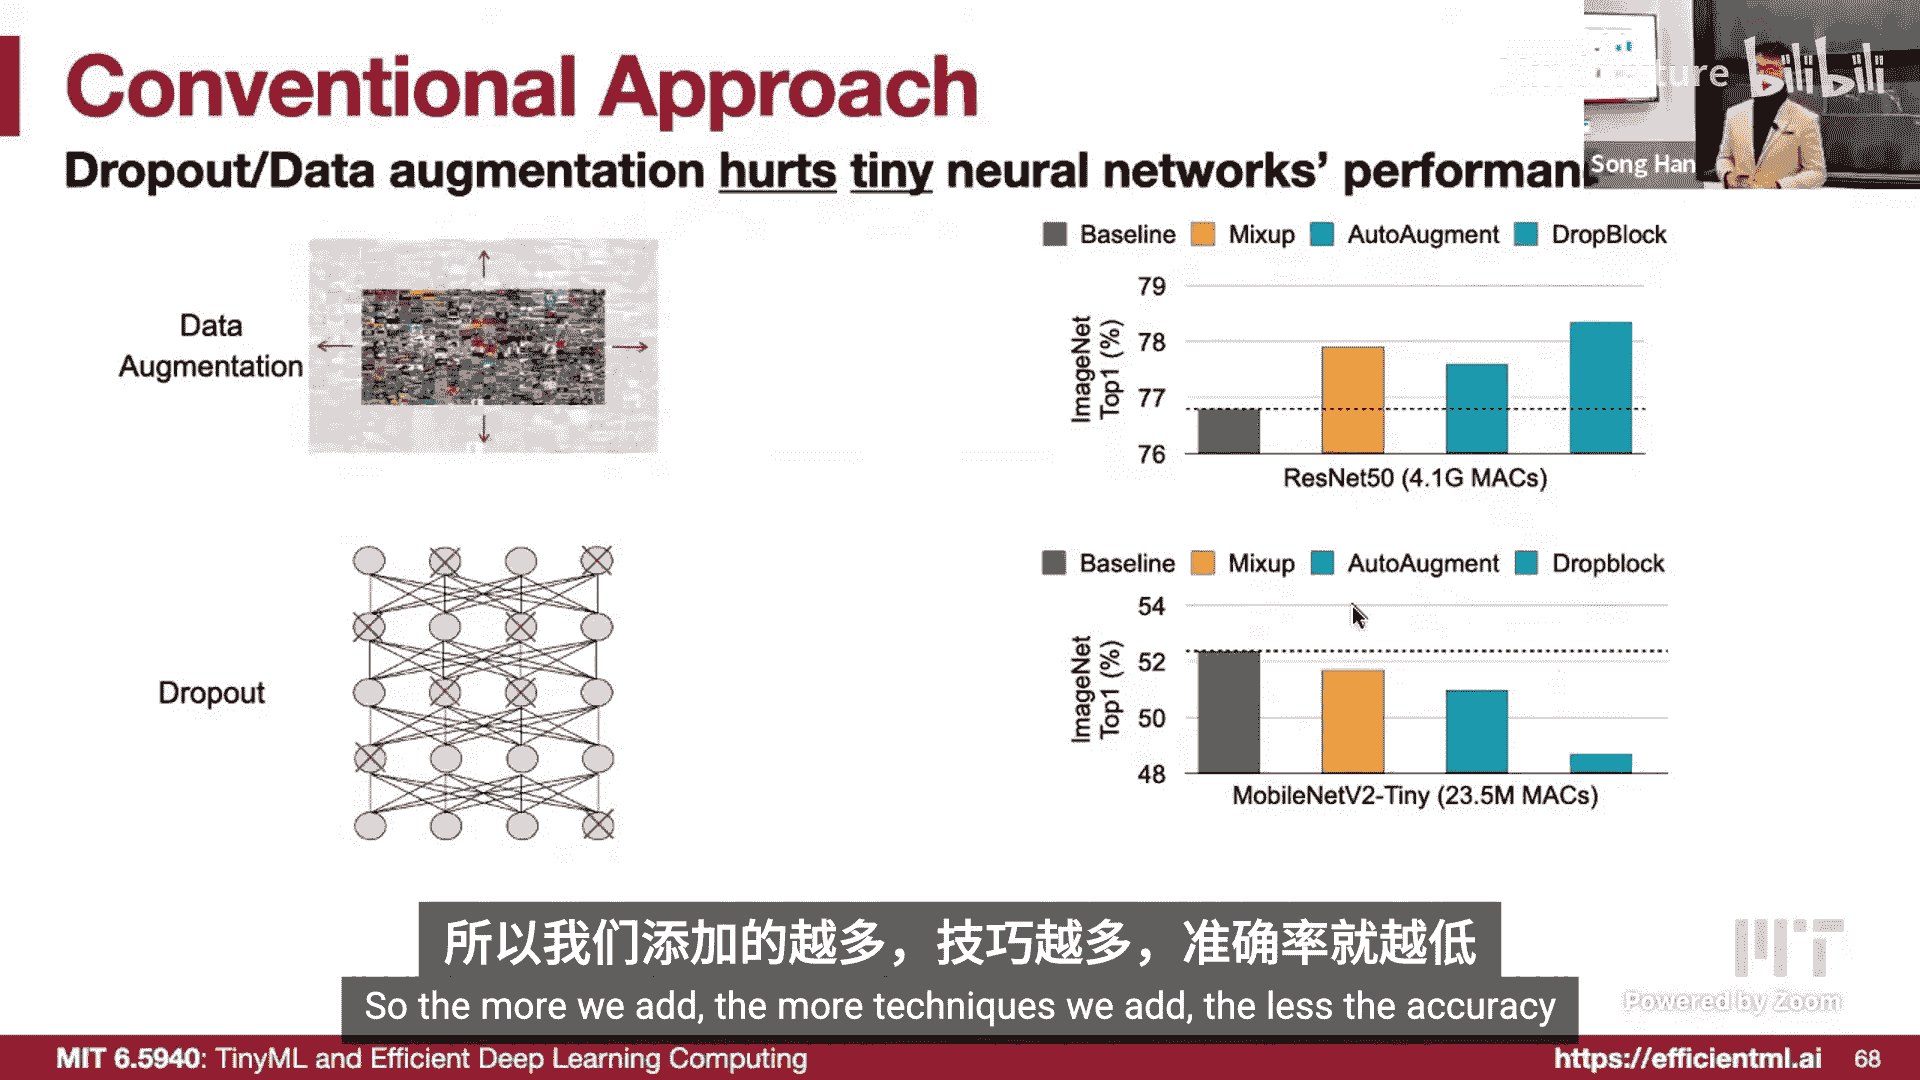 Conventional Approach
Dropout/Data augmentation hurts tiny neural networks' performan
ture bilibili
Song Han
Data
Augmentation
Baseline Mixup AutoAugment DropBlock
79
78
77
76
ImageNet
Top1 (%)
ResNet50 (4.1G MACs)
Dropout
Baseline Mixup AutoAugment Dropblock
54
52
50
48
ImageNet
Top1 (%)
MobileNetV2-Tiny (23.5M MACs)
所以我们添加的越多，技巧越多，准确率就越低
So the more we add, the more techniques we add, the less the accuracy
MIT
Powered by Zoom
MIT 6.5940: TinyML and Efficient Deep Learning Computing
https://efficientml.ai 68